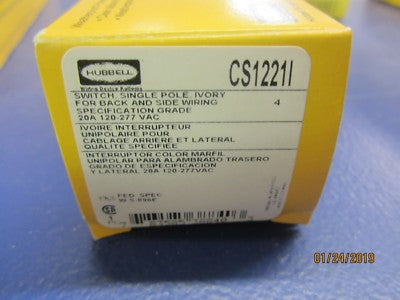 HUBBELL
Wiring Device-Kellems
CS1221I
SWITCH, SINGLE POLE, IVORY
FOR BACK AND SIDE WIRING 4
SPECIFICATION GRADE
20A 120-277 VAC
IVOIRE INTERRUPTEUR
UNIPOLAIRE POUR
CABLAGE ARRIERE ET LATERAL
QUALITE SPECIFIEE
INTERRUPTOR COLOR MARFIL
UNIPOLAR PARA ALAMBRADO TRASERO
GRADO DE ESPECIFICACION
Y LATERAL 20A 120-277VAC
FED. SPEC
W-S-896E
01/24/2019